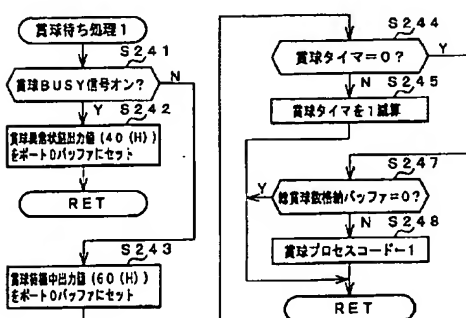 賞球待ち処理1
S241
賞球BUSY信号オン?
N
Y
S242
賞球異常状態出力値(40(H))
をポート0バッファにセット
RET
S243
賞球装置中出力値(60(H))
をポート0バッファにセット
S244
賞球タイマ=0?
Y
N
S245
賞球タイマを1減算
S247
総賞球数格納バッファ=0?
Y
N
S248
賞球プロセスコード←1
RET